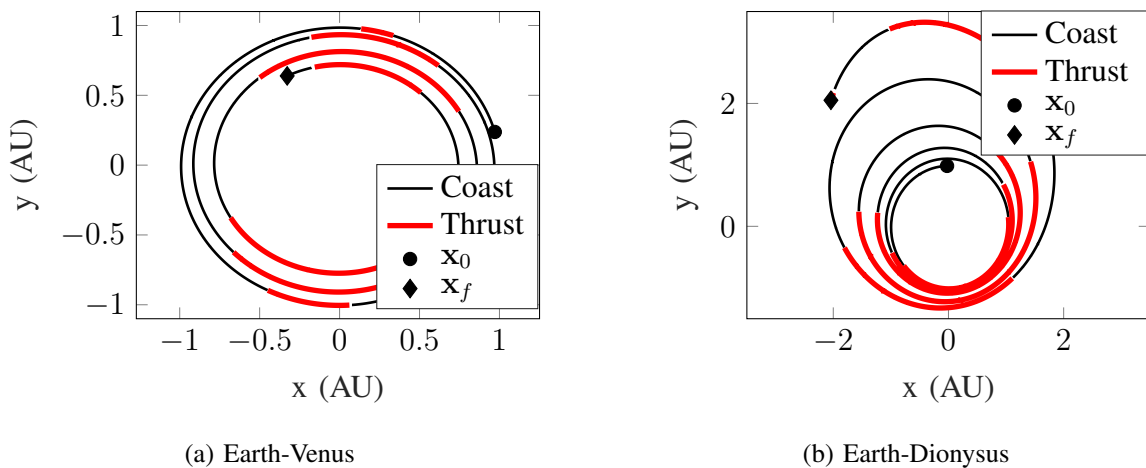 1
0.5
0
−0.5
−1
y (AU)
−1 −0.5 0 0.5 1
x (AU)
Coast
Thrust
x0
xf
(a) Earth-Venus
2
0
y (AU)
−2 0 2
x (AU)
Coast
Thrust
x0
xf
(b) Earth-Dionysus